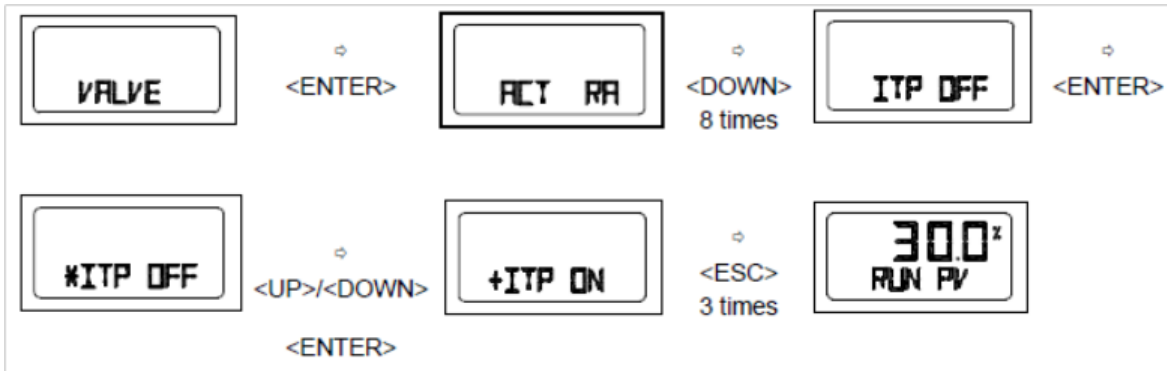 VALVE
⇨
<ENTER>
ACT RA
⇨
<DOWN>
8 times
ITP OFF
⇨
<ENTER>
*ITP OFF
⇨
<UP>/<DOWN>
<ENTER>
+ITP ON
⇨
<ESC>
3 times
30.0%
RUN PV